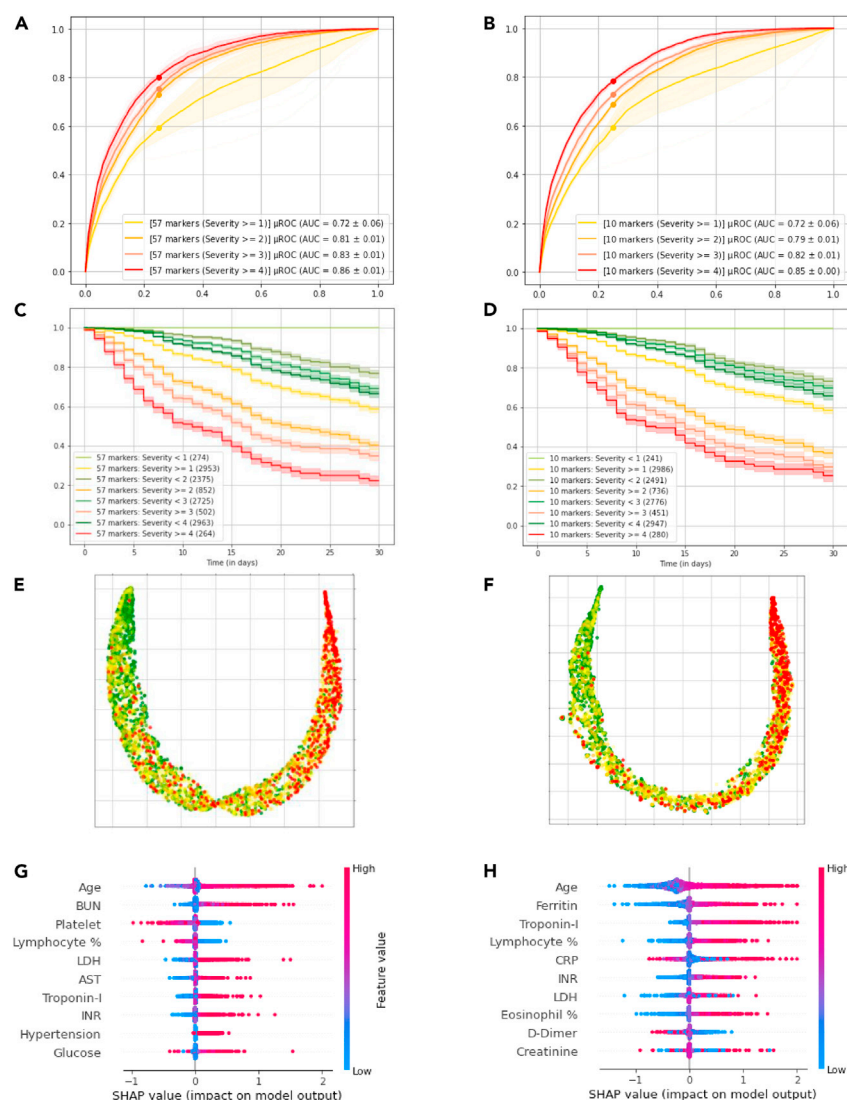 A
1.0
0.8
0.6
0.4
0.2
0.0
[57 markers (Severity >= 1)] µROC (AUC = 0.72 ± 0.06)
[57 markers (Severity >= 2)] µROC (AUC = 0.81 ± 0.01)
[57 markers (Severity >= 3)] µROC (AUC = 0.83 ± 0.01)
[57 markers (Severity >= 4)] µROC (AUC = 0.86 ± 0.01)
0.0 0.2 0.4 0.6 0.8 1.0
B
1.0
0.8
0.6
0.4
0.2
0.0
[10 markers (Severity >= 1)] µROC (AUC = 0.72 ± 0.06)
[10 markers (Severity >= 2)] µROC (AUC = 0.79 ± 0.01)
[10 markers (Severity >= 3)] µROC (AUC = 0.82 ± 0.01)
[10 markers (Severity >= 4)] µROC (AUC = 0.85 ± 0.00)
0.0 0.2 0.4 0.6 0.8 1.0
C
1.0
0.8
0.6
0.4
0.2
0.0
57 markers: Severity < 1 (274)
57 markers: Severity >= 1 (2953)
57 markers: Severity < 2 (2375)
57 markers: Severity >= 2 (852)
57 markers: Severity < 3 (2725)
57 markers: Severity >= 3 (502)
57 markers: Severity < 4 (2963)
57 markers: Severity >= 4 (264)
0 5 10 15 20 25 30
Time (in days)
D
1.0
0.8
0.6
0.4
0.2
0.0
10 markers: Severity < 1 (241)
10 markers: Severity >= 1 (2986)
10 markers: Severity < 2 (2491)
10 markers: Severity >= 2 (736)
10 markers: Severity < 3 (2776)
10 markers: Severity >= 3 (451)
10 markers: Severity < 4 (2947)
10 markers: Severity >= 4 (280)
0 5 10 15 20 25 30
Time (in days)
E
F
G
Age
BUN
Platelet
Lymphocyte %
LDH
AST
Troponin-I
INR
Hypertension
Glucose
−1 0 1 2
SHAP value (impact on model output)
High
Feature value
Low
H
Age
Ferritin
Troponin-I
Lymphocyte %
CRP
INR
LDH
Eosinophil %
D-Dimer
Creatinine
−1 0 1 2
SHAP value (impact on model output)
High
Low